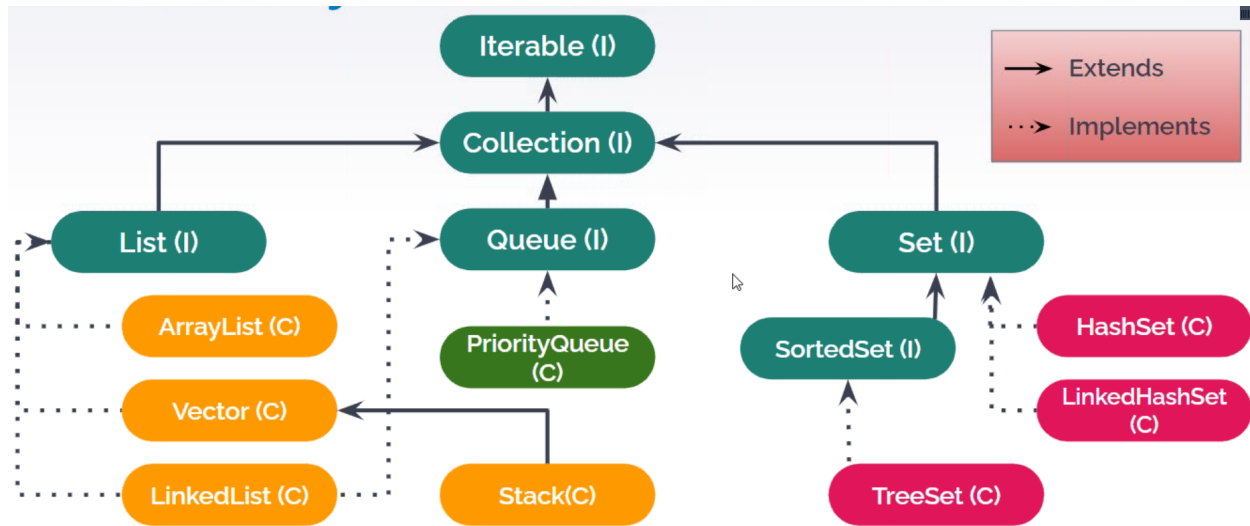 Iterable (I)
Extends
Implements
Collection (I)
List (I)
Queue (I)
Set (I)
ArrayList (C)
PriorityQueue
(C)
SortedSet (I)
HashSet (C)
Vector (C)
LinkedHashSet
(C)
LinkedList (C)
Stack(C)
TreeSet (C)